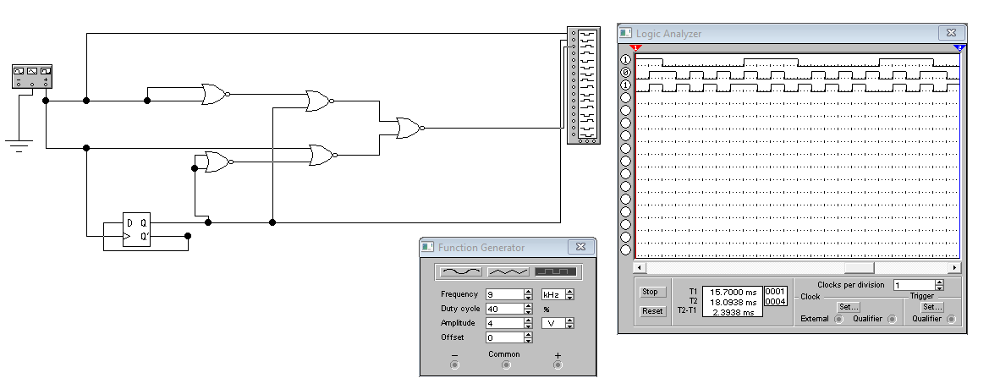 D Q
Q'
Function Generator
Frequency 9 kHz
Duty cycle 40 %
Amplitude 4 V
Offset 0
− Common +
Logic Analyzer
1 2
1
0
1
Stop
Reset
T1 15.7000 ms 0001
T2 18.0938 ms 0004
T2-T1 2.3938 ms
Clocks per division 1
Clock Trigger
Set... Set...
External Qualifier Qualifier